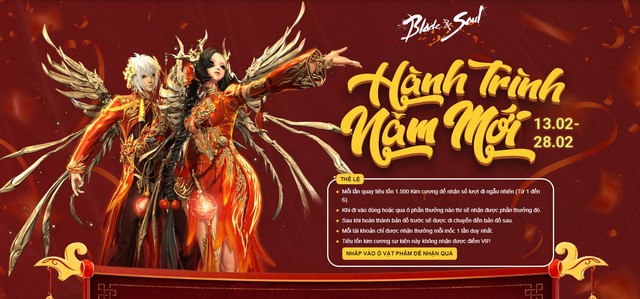 Blade & Soul
Hành Trình
Năm Mới
13.02-
28.02
THỂ LỆ
Mỗi lần quay tiêu tốn 1.500 Kim cương để nhận số lượt đi ngẫu nhiên (Từ 1 đến
6).
Khi đi vào đúng hoặc qua ô phần thưởng nào thì sẽ nhận được phần thưởng đó.
Sau khi hoàn thành bản đồ trước sẽ được di chuyển đến bản đồ sau.
Mỗi tài khoản chỉ được nhận thưởng mỗi mốc 1 lần duy nhất.
Tiêu tốn kim cương sự kiện này không nhận được điểm VIP.
NHẤP VÀO Ô VẬT PHẨM ĐỂ NHẬN QUÀ